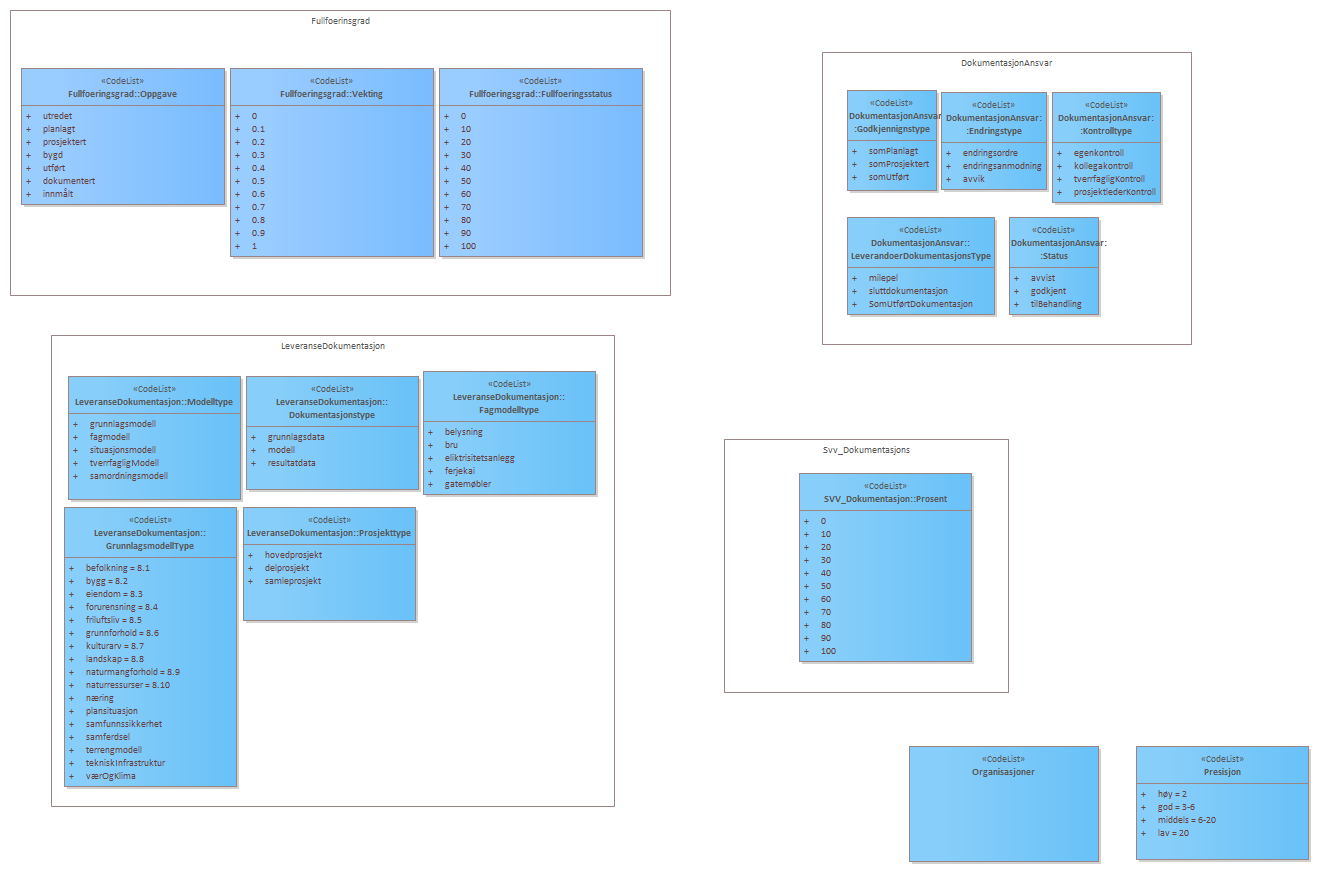 Fullfoerinsgrad
«CodeList»
Fullfoeringsgrad::Oppgave
+ utredet
+ planlagt
+ prosjektert
+ bygd
+ utført
+ dokumentert
+ innmålt
«CodeList»
Fullfoeringsgrad::Vekting
+ 0
+ 0.1
+ 0.2
+ 0.3
+ 0.4
+ 0.5
+ 0.6
+ 0.7
+ 0.8
+ 0.9
+ 1
«CodeList»
Fullfoeringsgrad::Fullfoeringsstatus
+ 0
+ 10
+ 20
+ 30
+ 40
+ 50
+ 60
+ 70
+ 80
+ 90
+ 100
DokumentasjonAnsvar
«CodeList»
DokumentasjonAnsvar:
:Godkjennignstype
+ somPlanlagt
+ somProsjektert
+ somUtført
«CodeList»
DokumentasjonAnsvar:
:Endringstype
+ endringsordre
+ endringsanmodning
+ avvik
«CodeList»
DokumentasjonAnsvar:
:Kontrolltype
+ egenkontroll
+ kollegakontroll
+ tverrfagligKontroll
+ prosjektlederKontroll
«CodeList»
DokumentasjonAnsvar::
LeverandoerDokumentasjonsType
+ milepel
+ sluttdokumentasjon
+ SomUtførtDokumentasjon
«CodeList»
DokumentasjonAnsvar:
:Status
+ avvist
+ godkjent
+ tilBehandling
LeveranseDokumentasjon
«CodeList»
LeveranseDokumentasjon::Modelltype
+ grunnlagsmodell
+ fagmodell
+ situasjonsmodell
+ tverrfagligModell
+ samordningsmodell
«CodeList»
LeveranseDokumentasjon::
Dokumentasjonstype
+ grunnlagsdata
+ modell
+ resultatdata
«CodeList»
LeveranseDokumentasjon::
Fagmodelltype
+ belysning
+ bru
+ eliktrisitetsanlegg
+ ferjekai
+ gatemøbler
«CodeList»
LeveranseDokumentasjon::
GrunnlagsmodellType
+ befolkning = 8.1
+ bygg = 8.2
+ eiendom = 8.3
+ forurensning = 8.4
+ friluftsliv = 8.5
+ grunnforhold = 8.6
+ kulturarv = 8.7
+ landskap = 8.8
+ naturmangforhold = 8.9
+ naturressurser = 8.10
+ næring
+ plansituasjon
+ samfunnssikkerhet
+ samferdsel
+ terrengmodell
+ tekniskInfrastruktur
+ værOgKlima
«CodeList»
LeveranseDokumentasjon::Prosjekttype
+ hovedprosjekt
+ delprosjekt
+ samleprosjekt
Svv_Dokumentasjons
«CodeList»
SVV_Dokumentasjon::Prosent
+ 0
+ 10
+ 20
+ 30
+ 40
+ 50
+ 60
+ 70
+ 80
+ 90
+ 100
«CodeList»
Organisasjoner
«CodeList»
Presisjon
+ høy = 2
+ god = 3-6
+ middels = 6-20
+ lav = 20